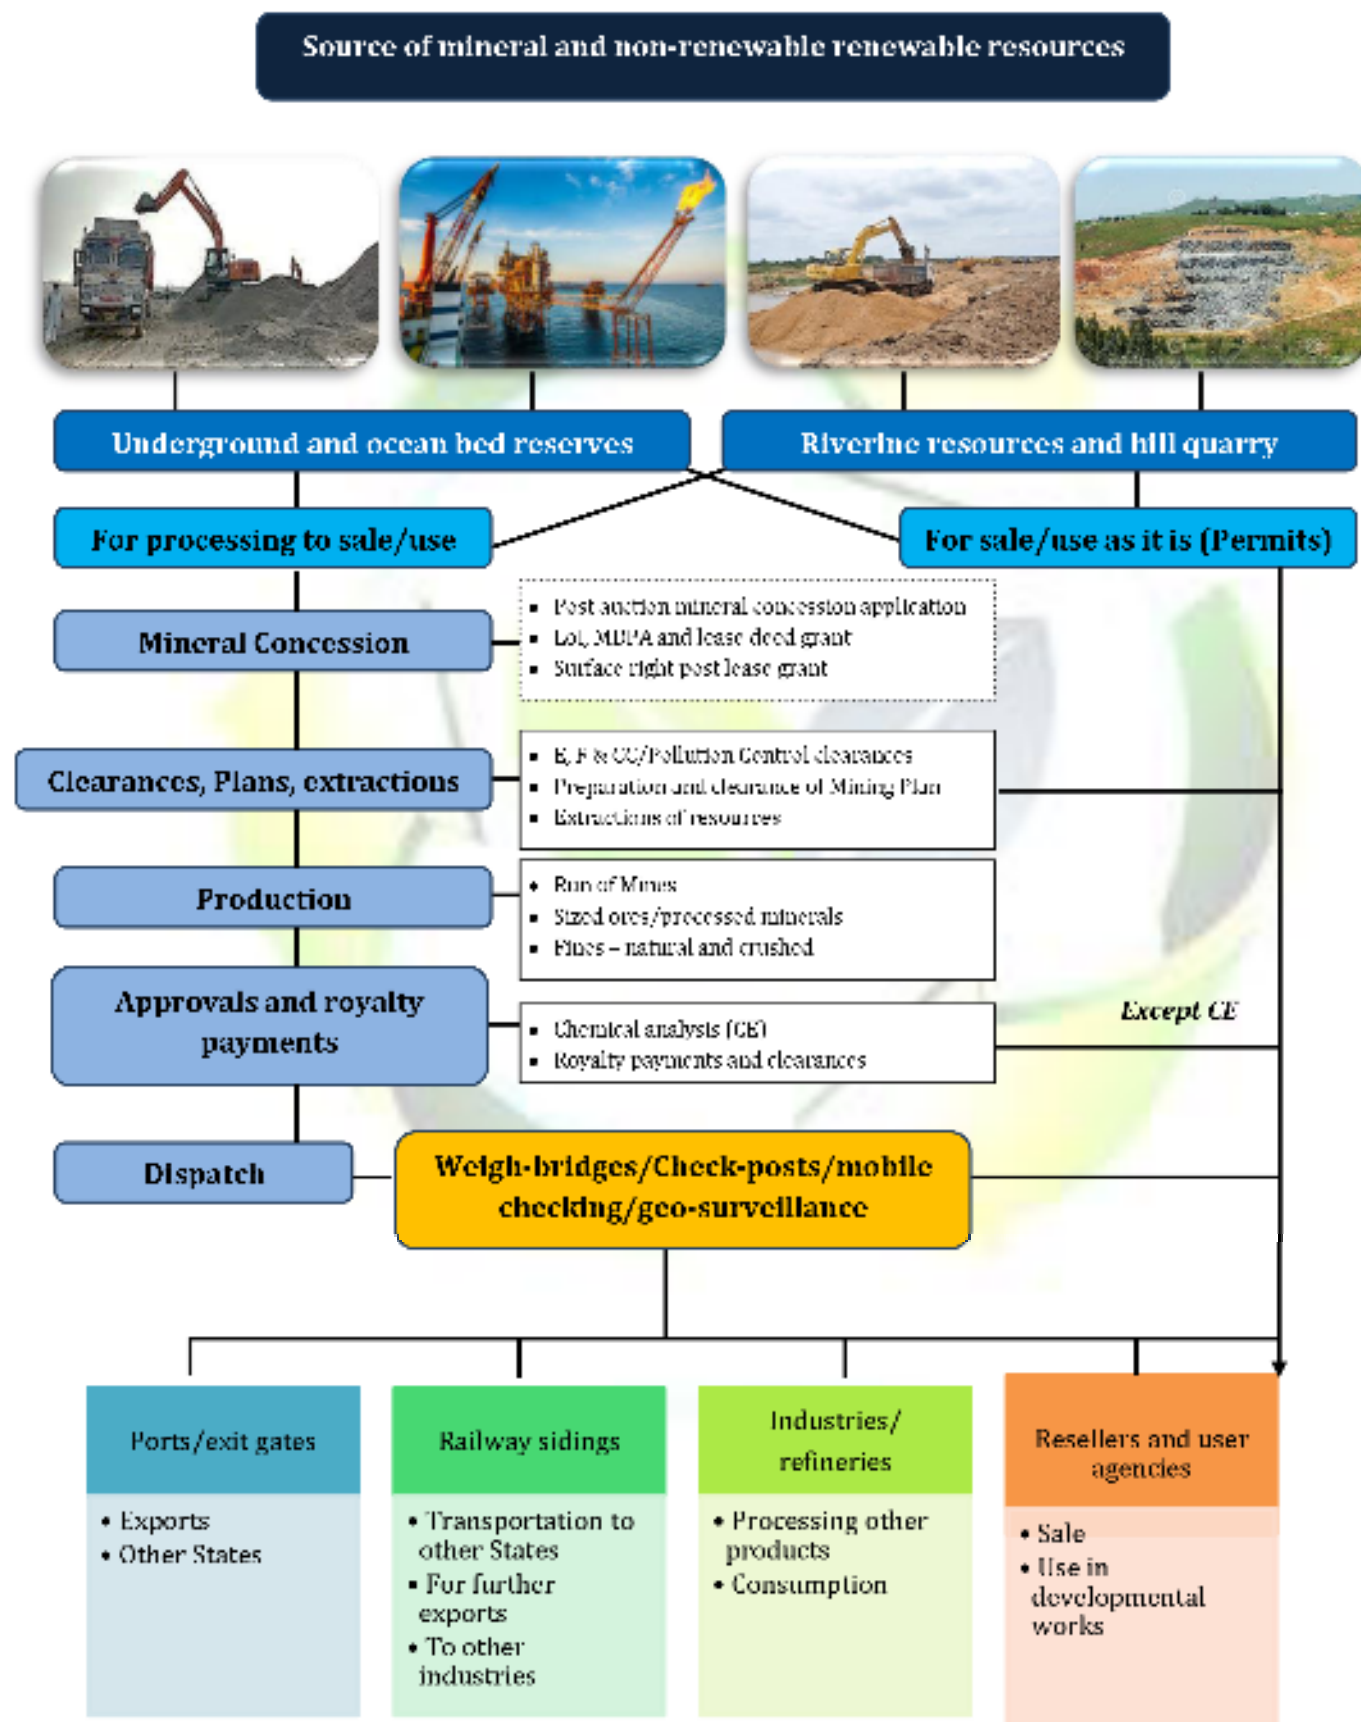 Source of mineral and non-renewable renewable resources
Underground and ocean bed reserves
Riverine resources and hill quarry
For processing to sale/use
For sale/use as it is (Permits)
Mineral Concession
▪ Post auction mineral concession application
▪ LoI, MDPA and lease deed grant
▪ Surface right post lease grant
Clearances, Plans, extractions
▪ E, F & CC/Pollution Control clearances
▪ Preparation and clearance of Mining Plan
▪ Extractions of resources
Production
• Run of Mines
▪ Sized ores/processed minerals
▪ Fines – natural and crushed
Approvals and royalty
payments
▪ Chemical analysis (CE)
▪ Royalty payments and clearances
Except CE
Dispatch
Weigh-bridges/Check-posts/mobile
checking/geo-surveillance
Ports/exit gates
• Exports
• Other States
Railway sidings
• Transportation to
other States
• For further
exports
• To other
industries
Industries/
refineries
• Processing other
products
• Consumption
Resellers and user
agencies
• Sale
• Use in
developmental
works